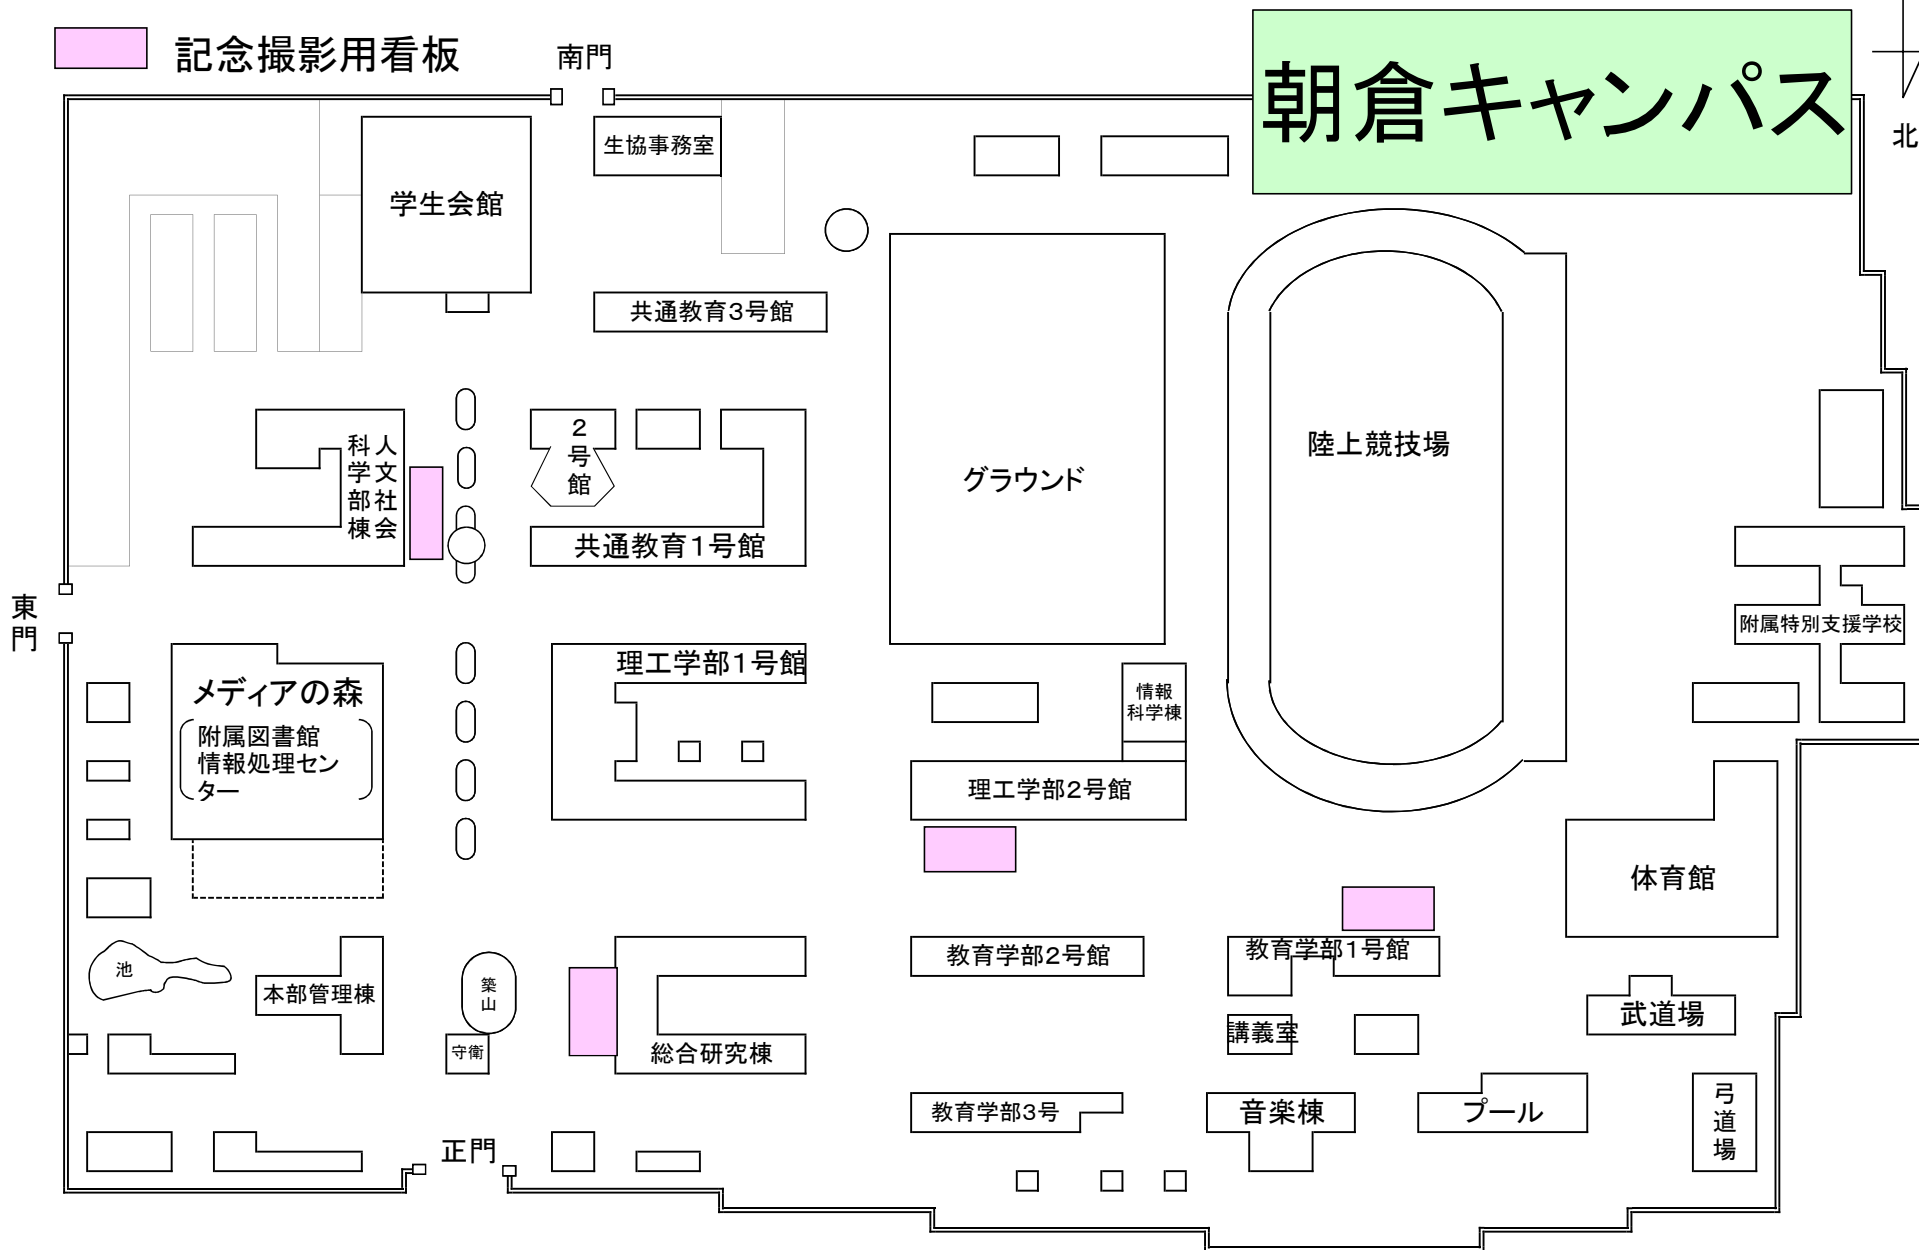 記念撮影用看板
南門
朝倉キャンパス
北
生協事務室
学生会館
共通教育3号館
人文社会
科学部棟
2号館
グラウンド
陸上競技場
共通教育1号館
東門
附属特別支援学校
理工学部1号館
メディアの森
附属図書館
情報処理セン
ター
情報
科学棟
理工学部2号館
体育館
教育学部2号館
教育学部1号館
池
本部管理棟
築山
武道場
講義室
守衛
総合研究棟
教育学部3号
音楽棟
プール
弓道場
正門